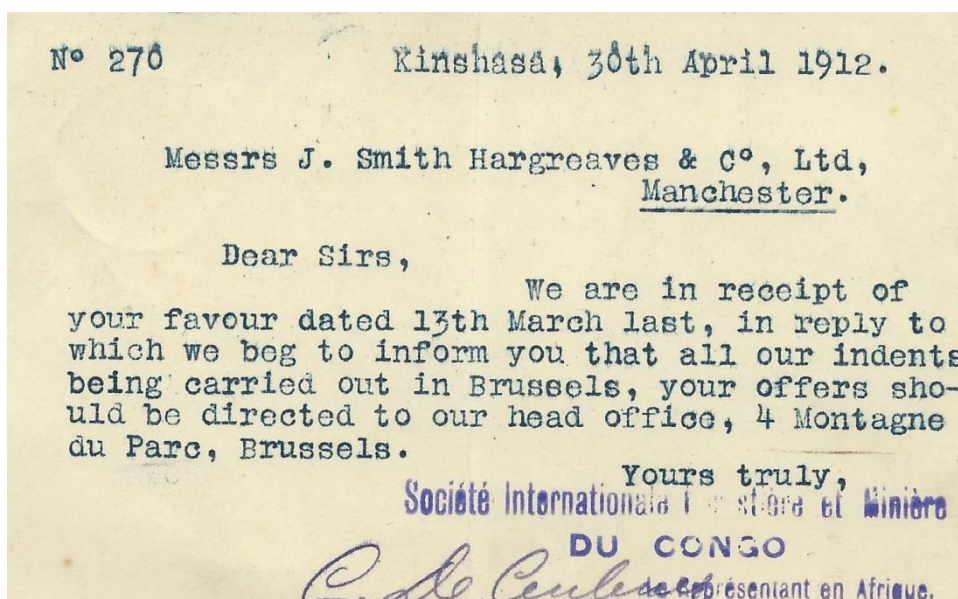 Nº 270
Kinshasa, 30th April 1912.
Messrs J. Smith Hargreaves & Cº, Ltd,
Manchester.
Dear Sirs,
We are in receipt of
your favour dated 13th March last, in reply to
which we beg to inform you that all our indents
being carried out in Brussels, your offers sho-
uld be directed to our head office, 4 Montagne
du Parc, Brussels.
Yours truly,
Société Internationale Forestière et Minière
DU CONGO
Représentant en Afrique.